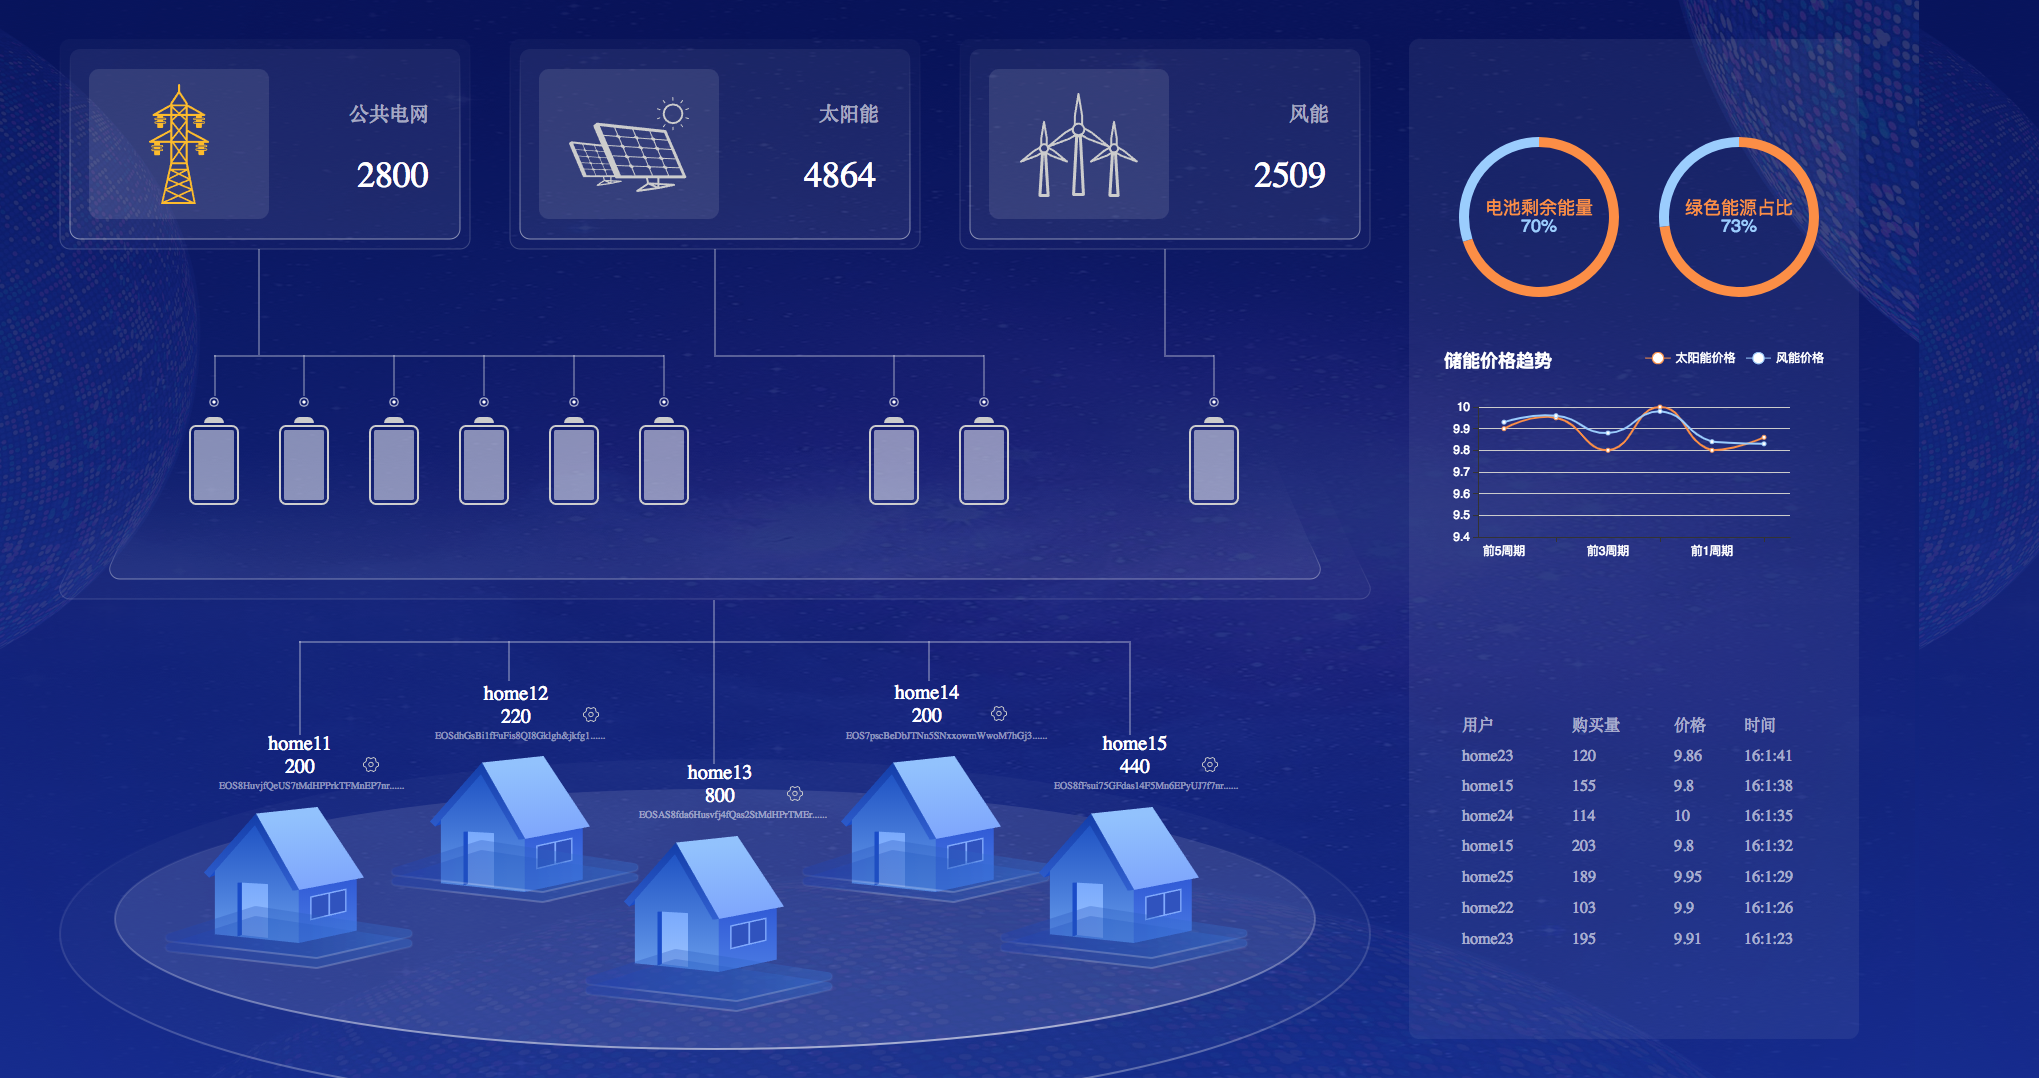 公共电网
2800
太阳能
4864
风能
2509
电池剩余能量
70%
绿色能源占比
73%
储能价格趋势
太阳能价格
风能价格
10
9.9
9.8
9.7
9.6
9.5
9.4
前5周期
前3周期
前1周期
home11
200
EOS8HuvjfQeUS7tMdHPPrkTFMnEP7nr......
home12
220
EOSdhGsBi1fFuFis8QI8Gklgh&jkfg1......
home13
800
EOSAS8fda6Husvfj4fQas2StMdHPrTMEr......
home14
200
EOS7pscBeDbJTNn5SNxxowmWwoM7hGj3......
home15
440
EOS8fFsui75GFdas14F5Mn6EPyUJ7f7nr......
用户 购买量 价格 时间
home23 120 9.86 16:1:41
home15 155 9.8 16:1:38
home24 114 10 16:1:35
home15 203 9.8 16:1:32
home25 189 9.95 16:1:29
home22 103 9.9 16:1:26
home23 195 9.91 16:1:23